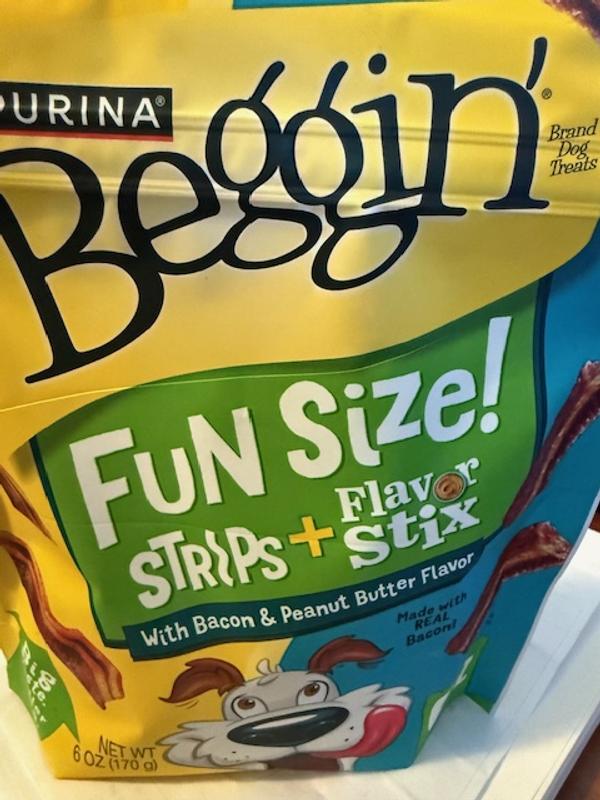 PURINA®
Beggin'®
Brand
Dog
Treats
FUN SiZe!
STRiPS + Flavor
Stix
With Bacon & Peanut Butter Flavor
Made with
REAL
Bacon!
Big
NET WT
6 OZ (170 g)